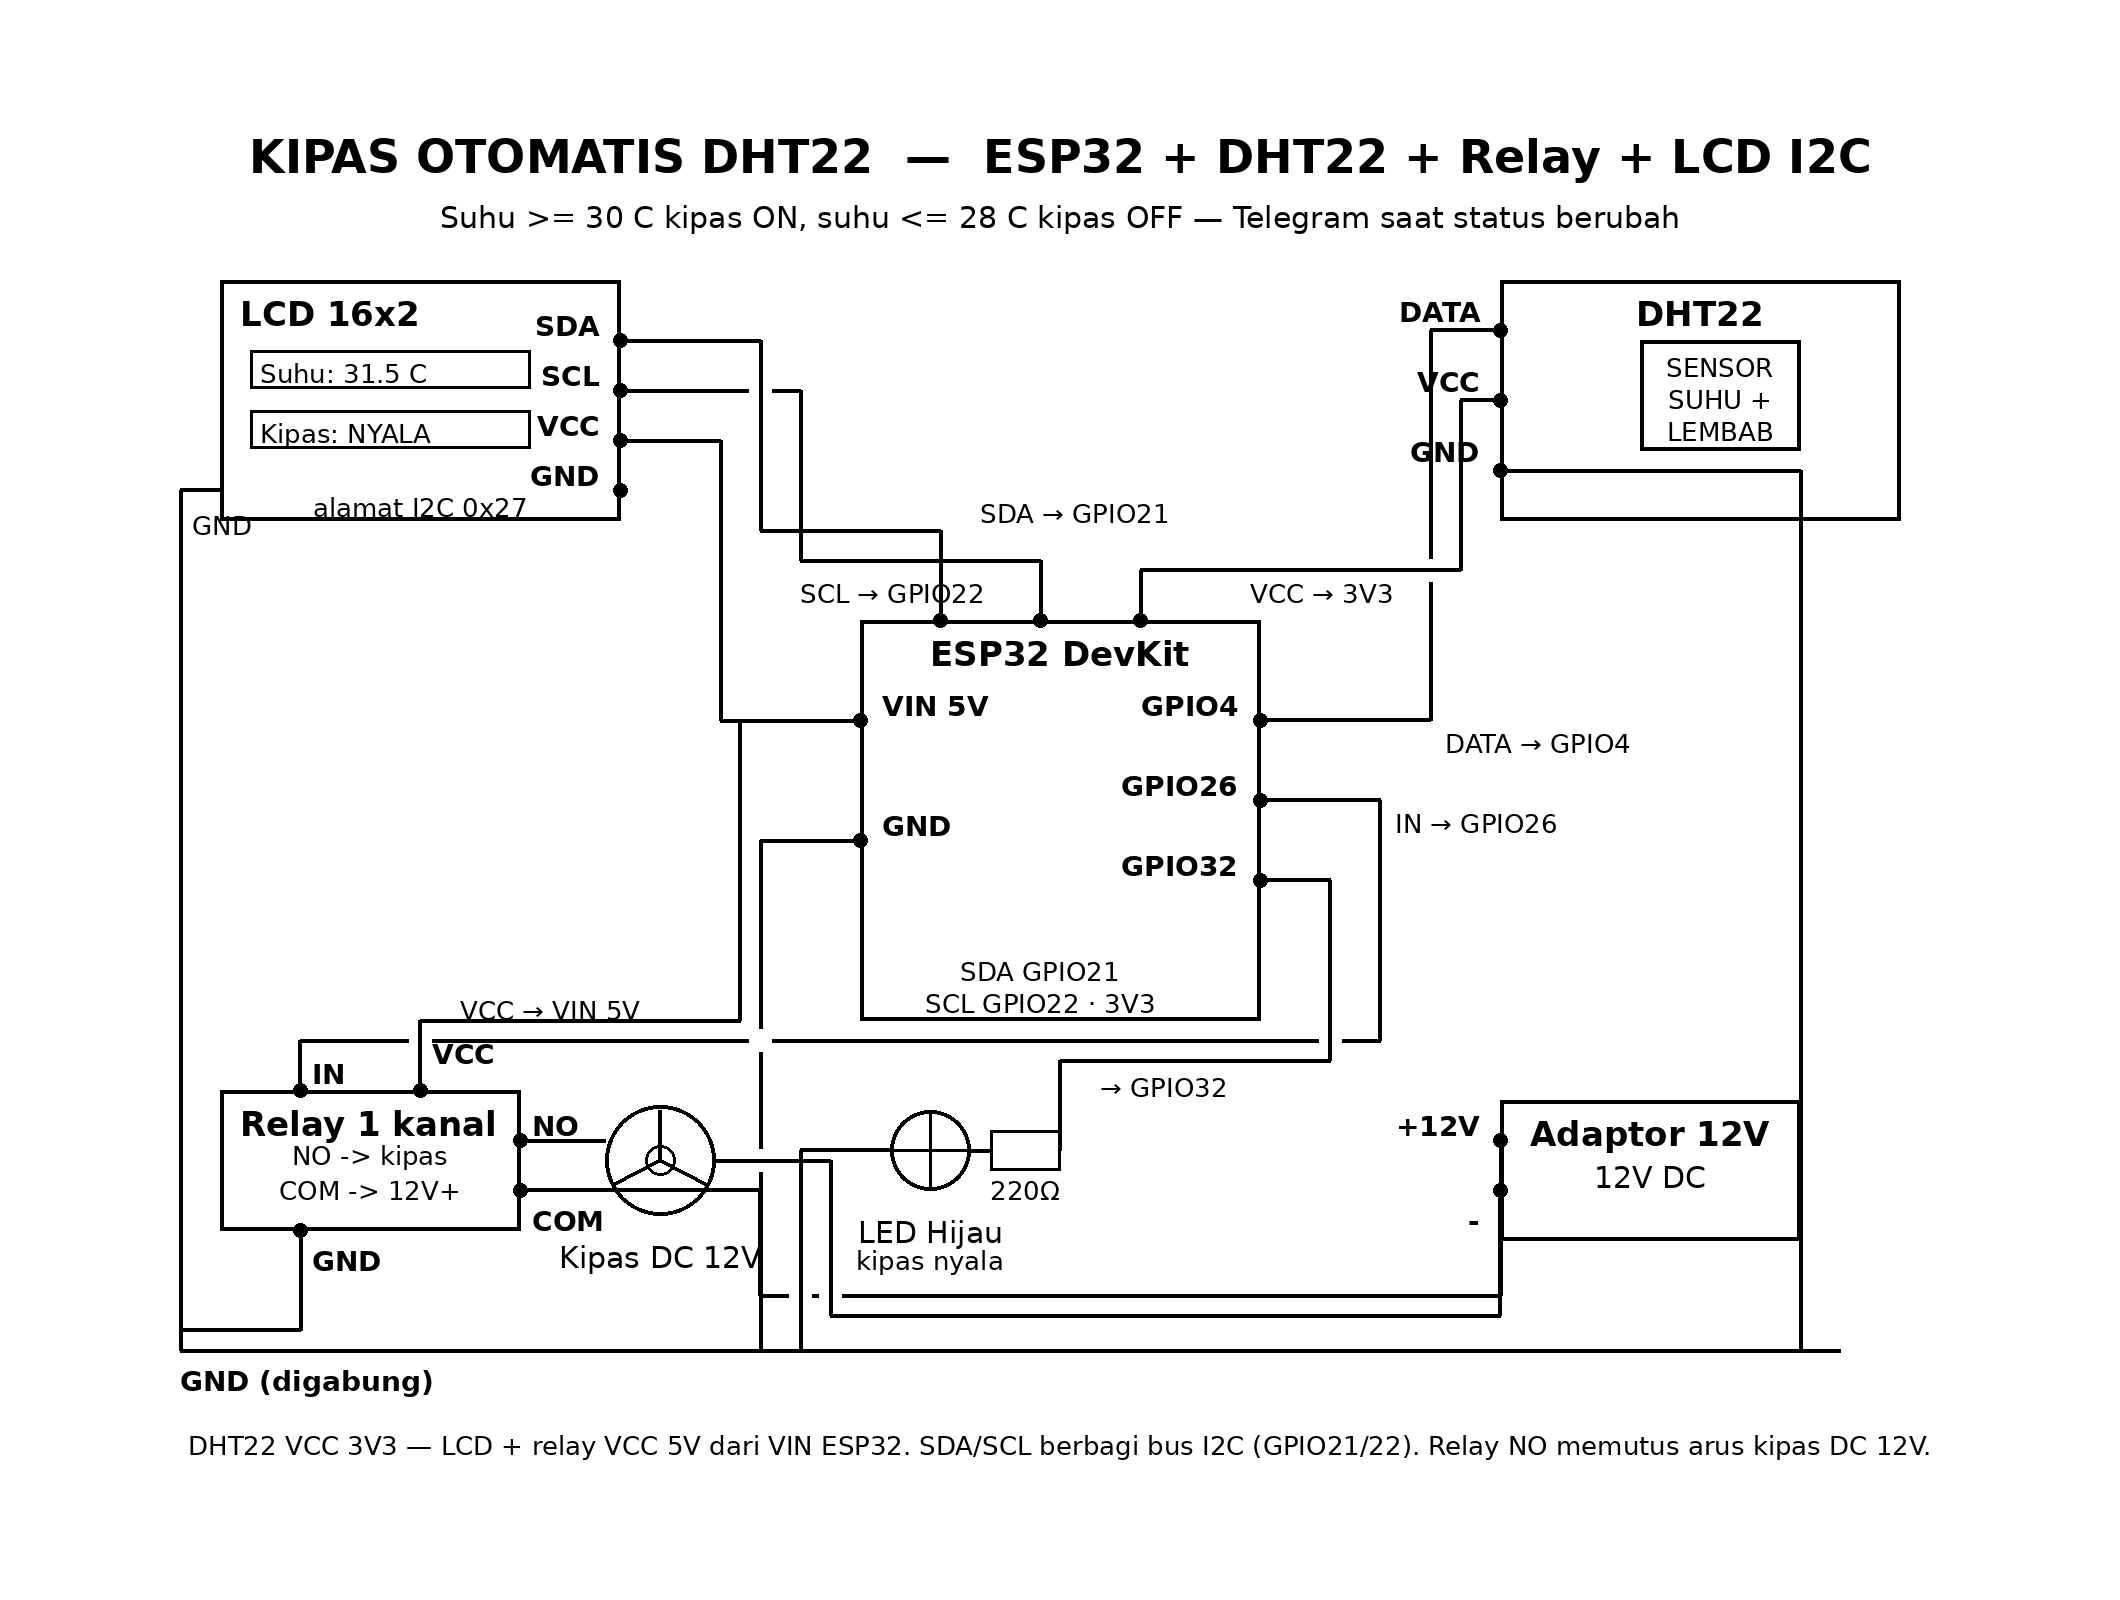 KIPAS OTOMATIS DHT22 — ESP32 + DHT22 + Relay + LCD I2C
Suhu >= 30 C kipas ON, suhu <= 28 C kipas OFF — Telegram saat status berubah
LCD 16x2
SDA
Suhu: 31.5 C
SCL
Kipas: NYALA
VCC
GND
alamat I2C 0x27
GND
DATA
VCC
GND
DHT22
SENSOR
SUHU +
LEMBAB
SDA → GPIO21
SCL → GPIO22
VCC → 3V3
ESP32 DevKit
VIN 5V
GPIO4
GPIO26
GND
GPIO32
SDA GPIO21
SCL GPIO22 · 3V3
DATA → GPIO4
IN → GPIO26
VCC → VIN 5V
VCC
IN
Relay 1 kanal
NO -> kipas
COM -> 12V+
NO
COM
GND
Kipas DC 12V
→ GPIO32
220Ω
LED Hijau
kipas nyala
+12V
-
Adaptor 12V
12V DC
GND (digabung)
DHT22 VCC 3V3 — LCD + relay VCC 5V dari VIN ESP32. SDA/SCL berbagi bus I2C (GPIO21/22). Relay NO memutus arus kipas DC 12V.